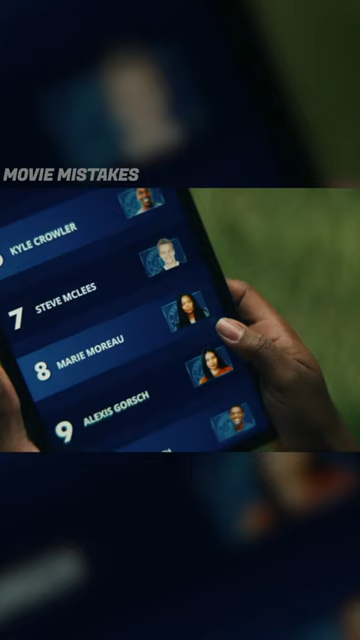 MOVIE MISTAKES
KYLE CROWLER
7 STEVE MCLEES
8 MARIE MOREAU
9 ALEXIS GORSCH